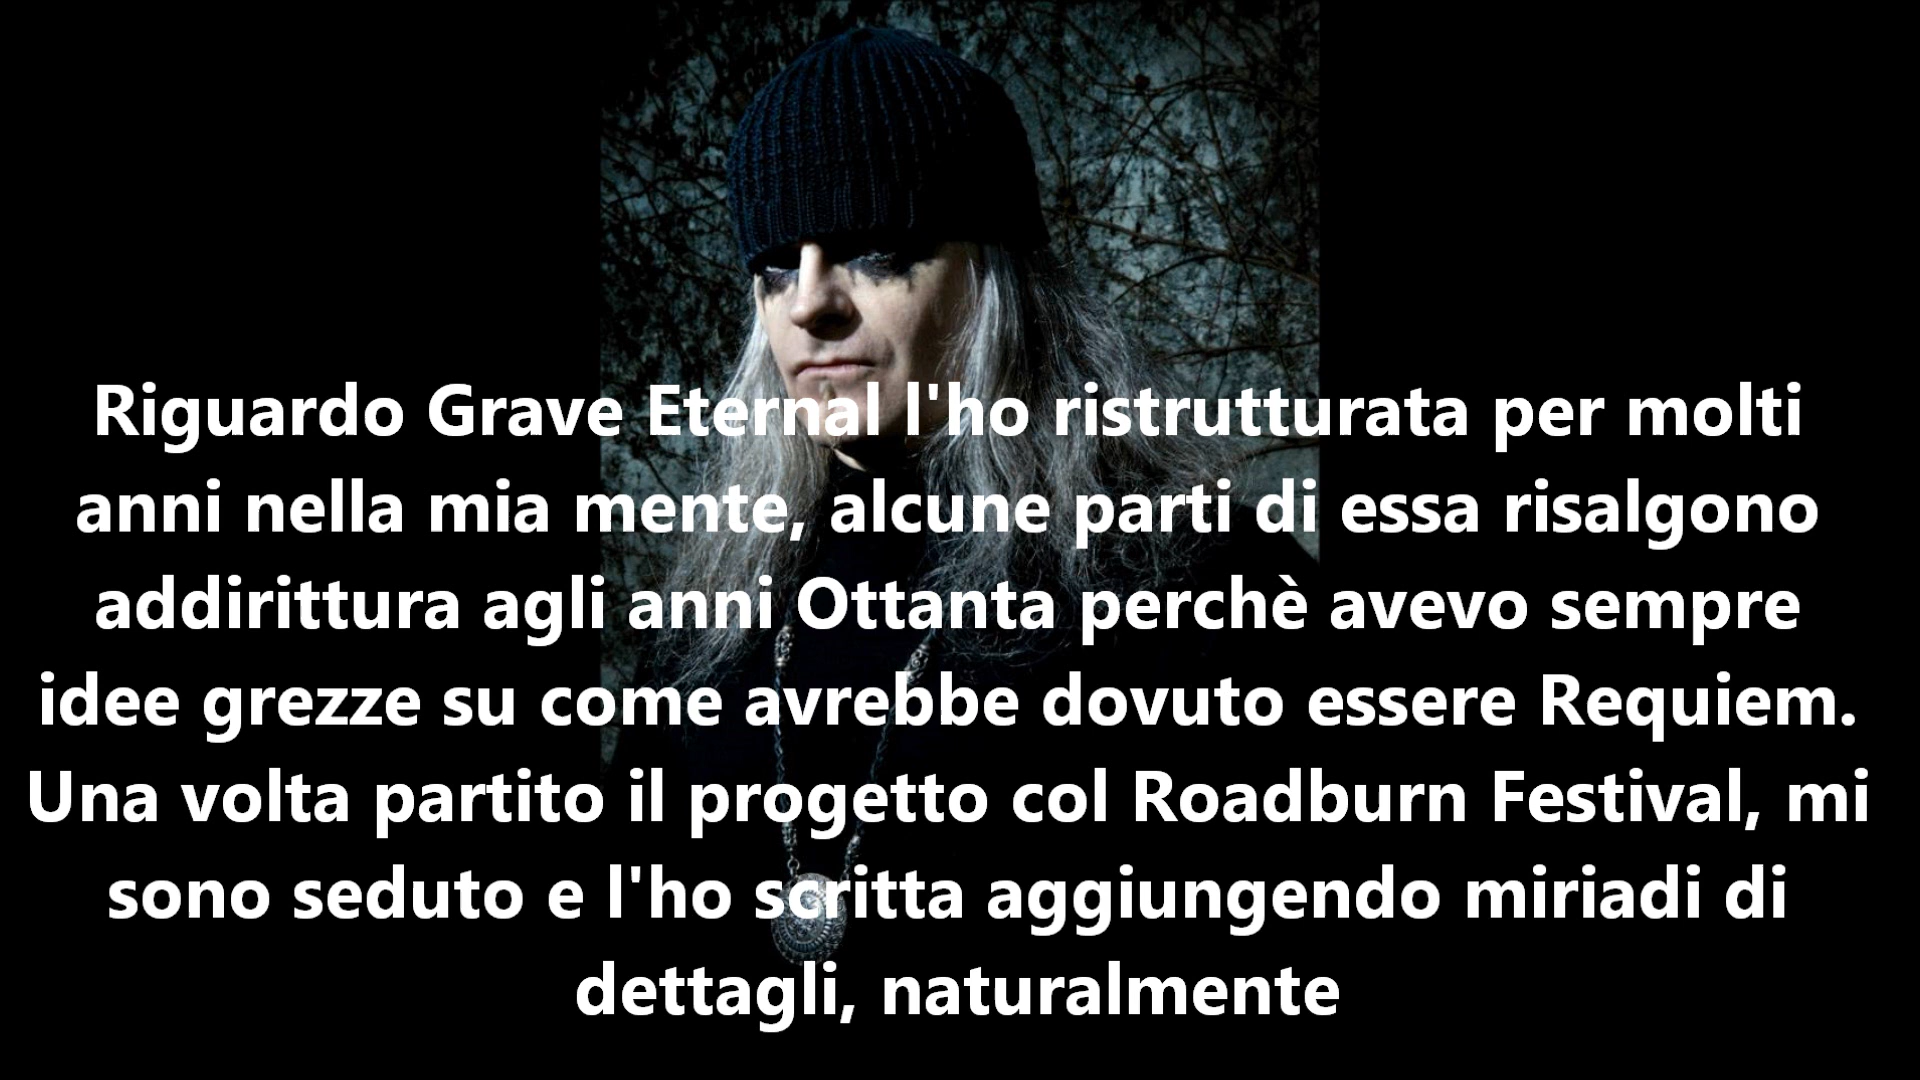 Riguardo Grave Eternal l'ho ristrutturata per molti
anni nella mia mente, alcune parti di essa risalgono
addirittura agli anni Ottanta perchè avevo sempre
idee grezze su come avrebbe dovuto essere Requiem.
Una volta partito il progetto col Roadburn Festival, mi
sono seduto e l'ho scritta aggiungendo miriadi di
dettagli, naturalmente